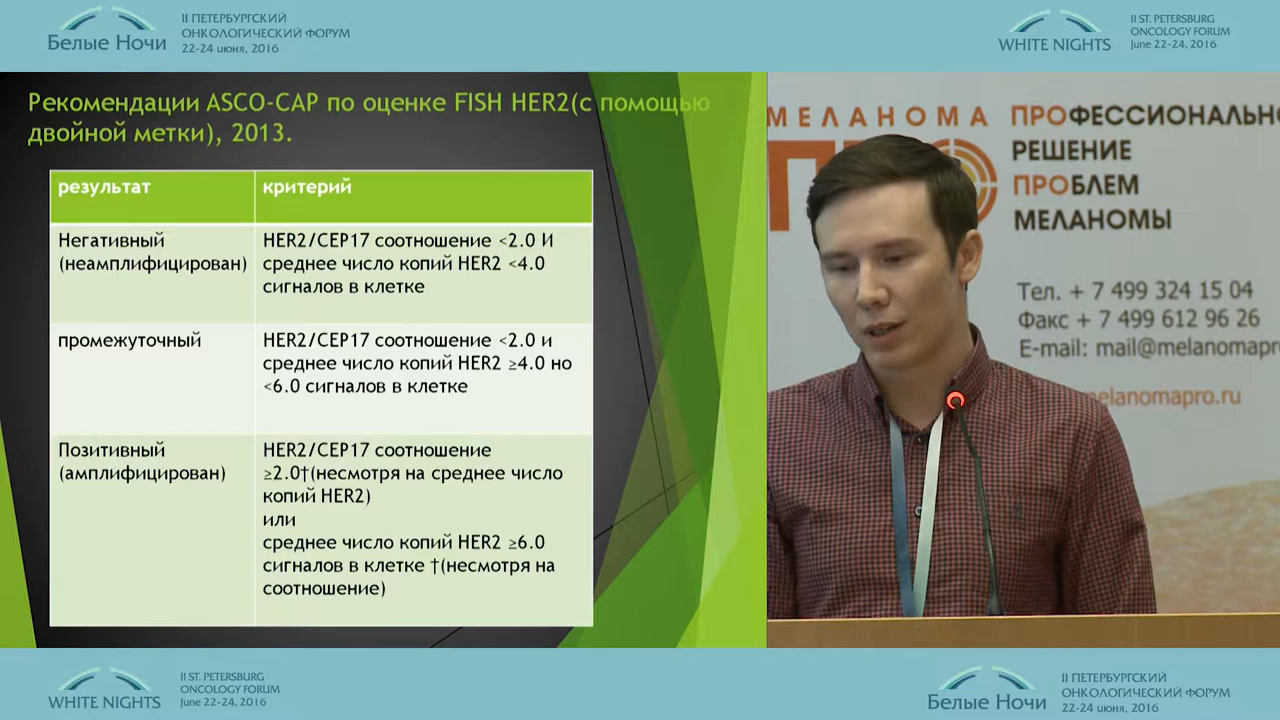 Белые Ночи
II ПЕТЕРБУРГСКИЙ
ОНКОЛОГИЧЕСКИЙ ФОРУМ
22-24 июня, 2016
WHITE NIGHTS
II ST. PETERSBURG
ONCOLOGY FORUM
June 22-24, 2016
Рекомендации ASCO-CAP по оценке FISH HER2(с помощью
двойной метки), 2013.
результат
критерий
Негативный
(неамплифицирован)
HER2/CEP17 соотношение <2.0 И
среднее число копий HER2 <4.0
сигналов в клетке
промежуточный
HER2/CEP17 соотношение <2.0 и
среднее число копий HER2 ≥4.0 но
<6.0 сигналов в клетке
Позитивный
(амплифицирован)
HER2/CEP17 соотношение
≥2.0†(несмотря на среднее число
копий HER2)
или
среднее число копий HER2 ≥6.0
сигналов в клетке †(несмотря на
соотношение)
МЕЛАНОМА
ПРОФЕССИОНАЛЬНО
РЕШЕНИЕ
ПРОБЛЕМ
МЕЛАНОМЫ
Тел. + 7 499 324 15 04
Факс + 7 499 612 96 26
E-mail: mail@melanomapro
melanomapro.ru
WHITE NIGHTS
II ST. PETERSBURG
ONCOLOGY FORUM
June 22-24, 2016
Белые Ночи
II ПЕТЕРБУРГСКИЙ
ОНКОЛОГИЧЕСКИЙ ФОРУМ
22-24 июня, 2016